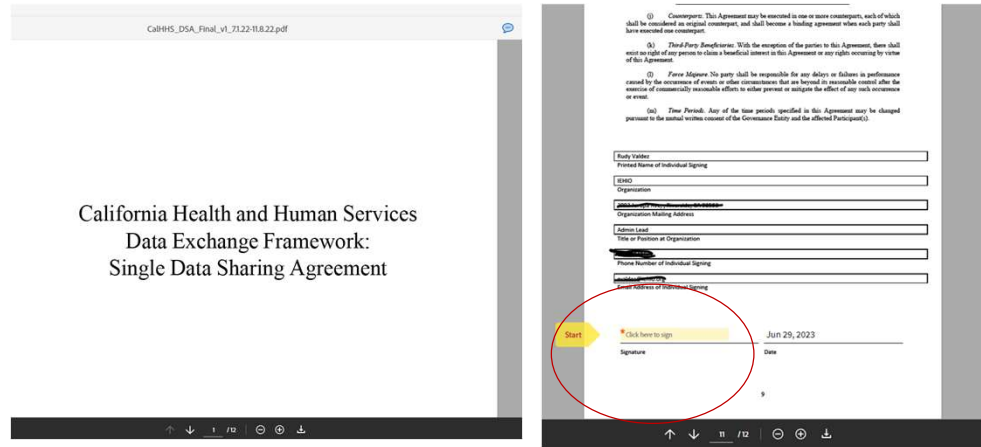 CalHHS_DSA_Final_v1_7.1.22-11.8.22.pdf
California Health and Human Services
Data Exchange Framework:
Single Data Sharing Agreement
1 /12
(j) Counterparts. This Agreement may be executed in one or more counterparts, each of which
shall be considered an original counterpart, and shall become a binding agreement when each party shall
have executed one counterpart.
(k) Third-Party Beneficiaries. With the exception of the parties to this Agreement, there shall
exist no right of any person to claim a beneficial interest in this Agreement or any rights occurring by virtue
of this Agreement.
(l) Force Majeure. No party shall be responsible for any delays or failures in performance
caused by the occurrence of events or other circumstances that are beyond its reasonable control after the
exercise of commercially reasonable efforts to either prevent or mitigate the effect of any such occurrence
or event.
(m) Time Periods. Any of the time periods specified in this Agreement may be changed
pursuant to the mutual written consent of the Governance Entity and the affected Participant(s).
Rudy Valdez
Printed Name of Individual Signing
IEHIO
Organization
Organization Mailing Address
Admin Lead
Title or Position at Organization
Phone Number of Individual Signing
Email Address of Individual Signing
Start
* Click here to sign
Jun 29, 2023
Signature
Date
9
11 /12